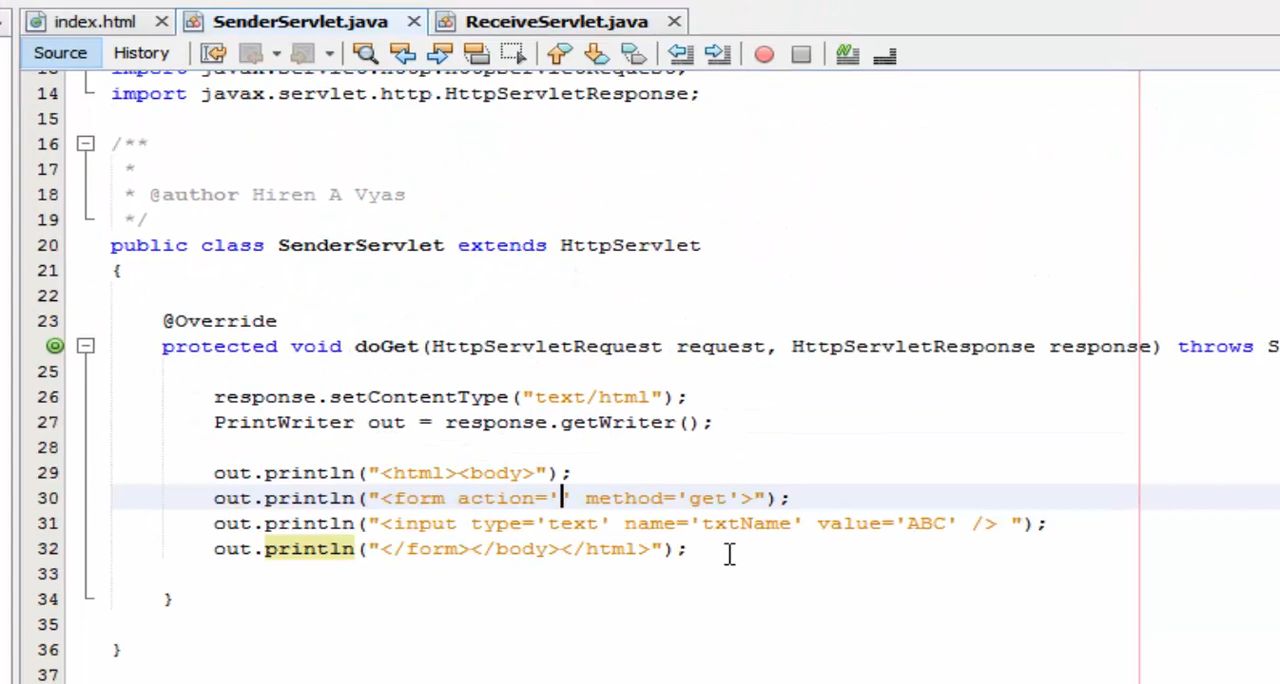 index.html
SenderServlet.java
ReceiveServlet.java
Source
History
14 import javax.servlet.http.HttpServletResponse;
15
16 /**
17 *
18 * @author Hiren A Vyas
19 */
20 public class SenderServlet extends HttpServlet
21 {
22
23 @Override
protected void doGet(HttpServletRequest request, HttpServletResponse response) throws S
25
26 response.setContentType("text/html");
27 PrintWriter out = response.getWriter();
28
29 out.println("<html><body>");
30 out.println("<form action='' method='get'>");
31 out.println("<input type='text' name='txtName' value='ABC' /> ");
32 out.println("</form></body></html>");
33
34 }
35
36 }
37